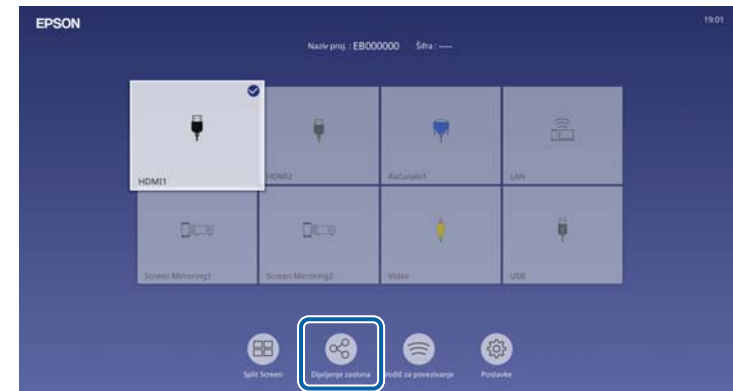 EPSON
19:01
Naziv proj. : EB000000 Šifra : ----
HDMI1
HDMI2
Računalo1
LAN
Screen Mirroring1
Screen Mirroring2
Video
USB
Split Screen
Dijeljenje zaslona
Vodič za povezivanje
Postavke